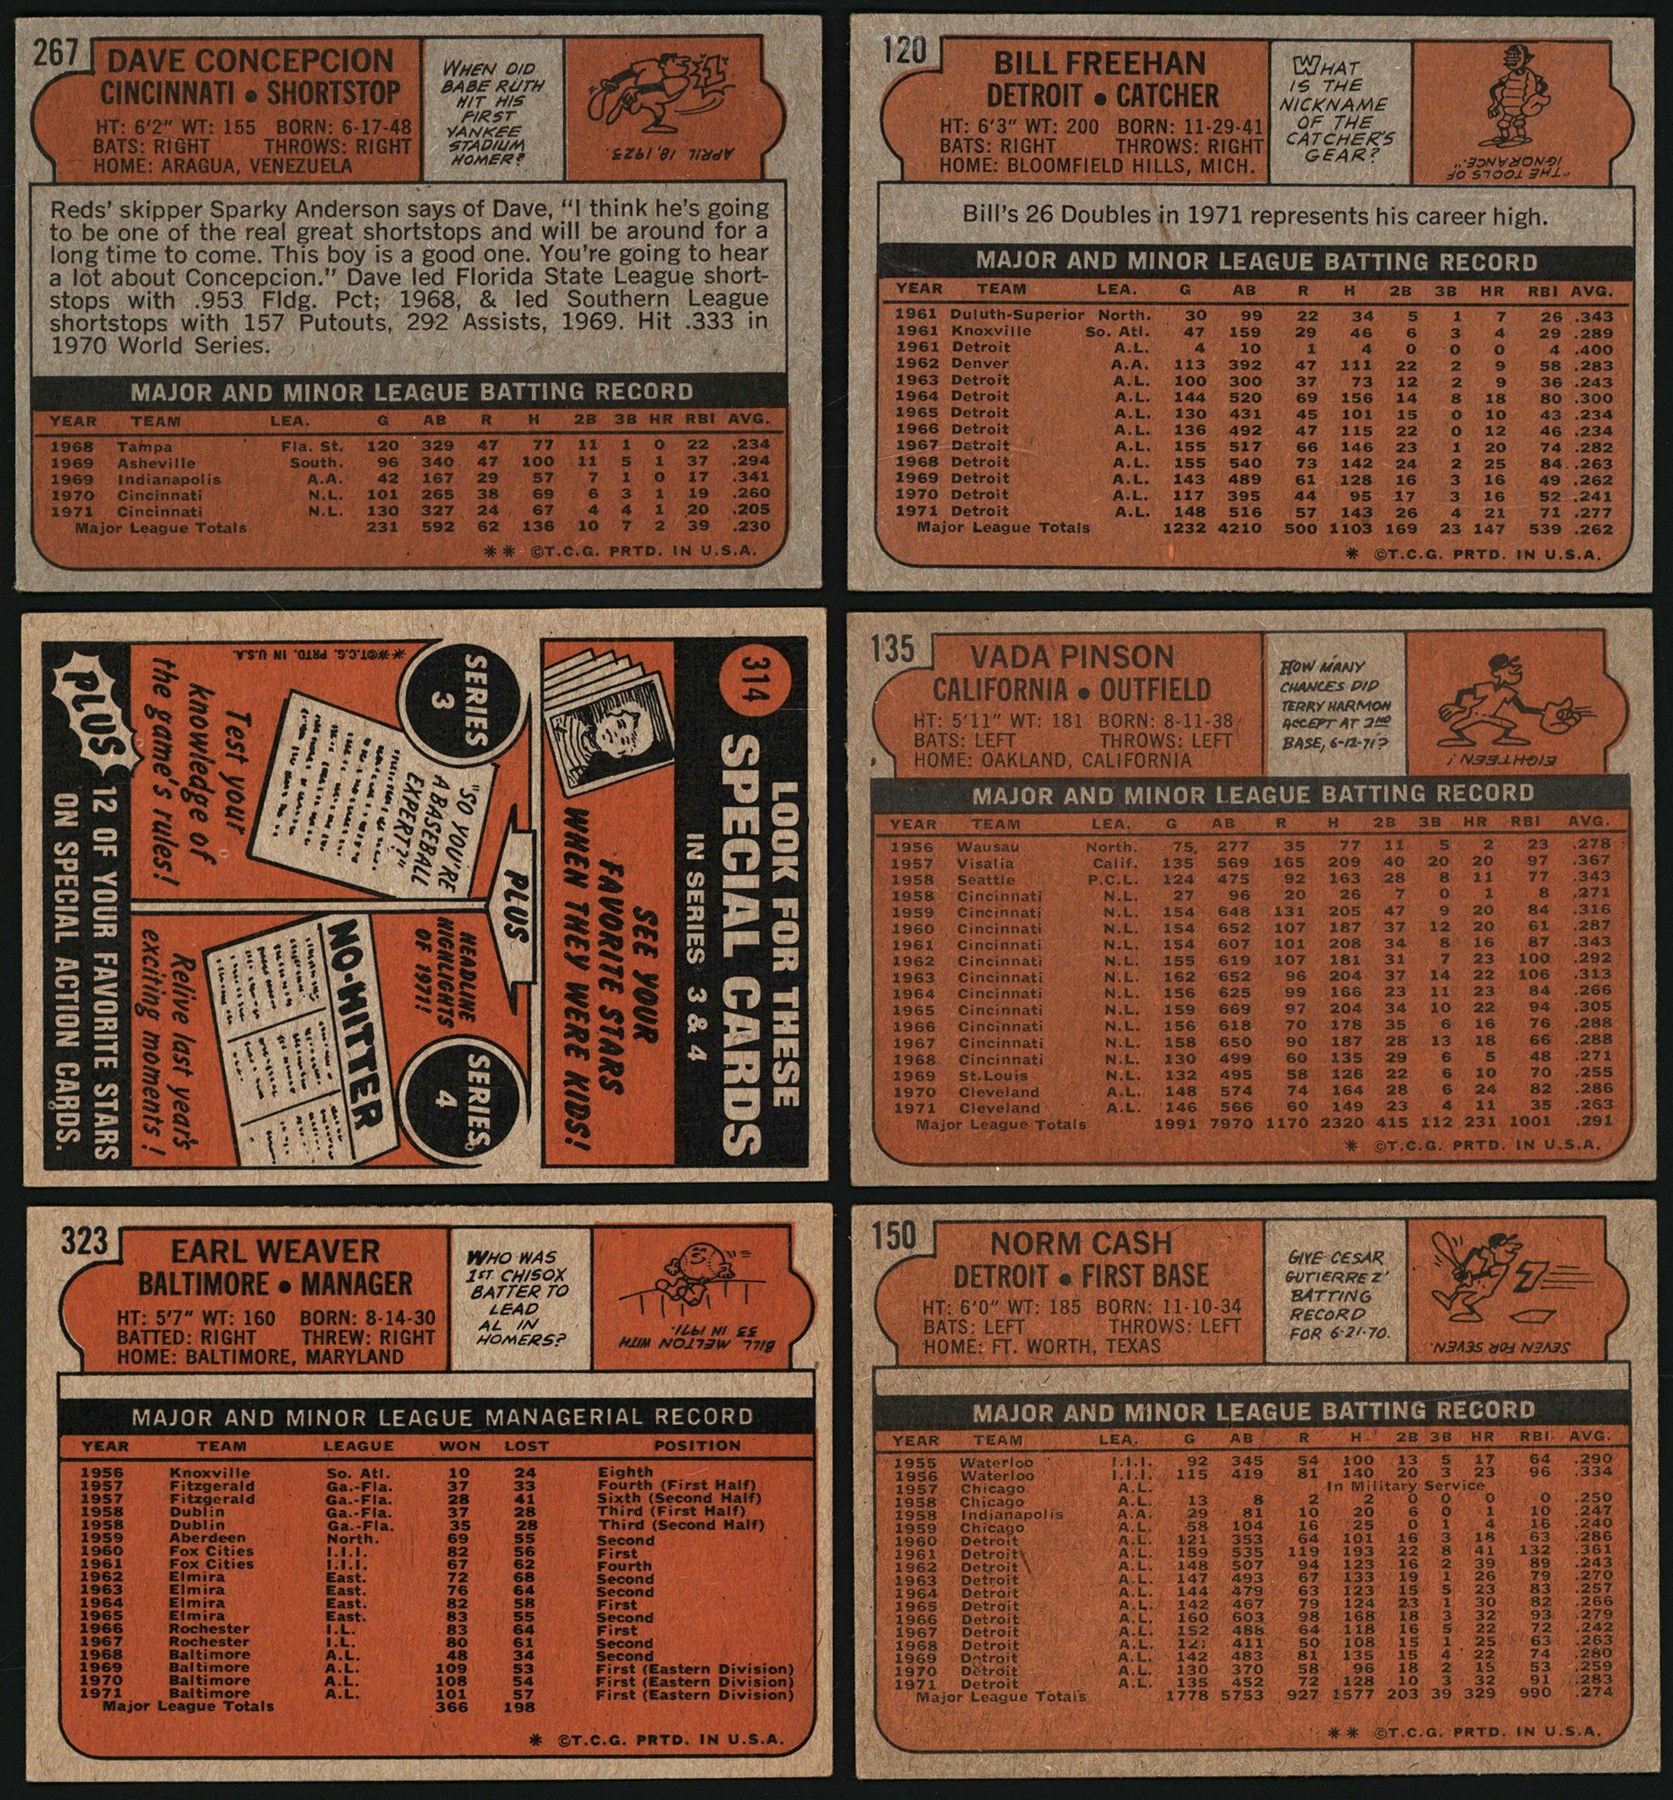 267
DAVE CONCEPCION
CINCINNATI • SHORTSTOP
HT: 6'2" WT: 155 BORN: 6-17-48
BATS: RIGHT THROWS: RIGHT
HOME: ARAGUA, VENEZUELA
WHEN DID
BABE RUTH
HIT HIS
FIRST
YANKEE
STADIUM
HOMER?
APRIL 18, 1923.
Reds' skipper Sparky Anderson says of Dave, "I think he's going
to be one of the real great shortstops and will be around for a
long time to come. This boy is a good one. You're going to hear
a lot about Concepcion." Dave led Florida State League short-
stops with .953 Fldg. Pct; 1968, & led Southern League
shortstops with 157 Putouts, 292 Assists, 1969. Hit .333 in
1970 World Series.
MAJOR AND MINOR LEAGUE BATTING RECORD
YEAR TEAM LEA. G AB R H 2B 3B HR RBI AVG.
1968 Tampa Fla. St. 120 329 47 77 11 1 0 22 .234
1969 Asheville South. 96 340 47 100 11 5 1 37 .294
1969 Indianapolis A.A. 42 167 29 57 7 1 0 17 .341
1970 Cincinnati N.L. 101 265 38 69 6 3 1 19 .260
1971 Cincinnati N.L. 130 327 24 67 4 4 1 20 .205
Major League Totals 231 592 62 136 10 7 2 39 .230
** ©T.C.G. PRTD. IN U.S.A.
120
BILL FREEHAN
DETROIT • CATCHER
HT: 6'3" WT: 200 BORN: 11-29-41
BATS: RIGHT THROWS: RIGHT
HOME: BLOOMFIELD HILLS, MICH.
WHAT
IS THE
NICKNAME
OF THE
CATCHER'S
GEAR?
"THE TOOLS OF
IGNORANCE."
Bill's 26 Doubles in 1971 represents his career high.
MAJOR AND MINOR LEAGUE BATTING RECORD
YEAR TEAM LEA. G AB R H 2B 3B HR RBI AVG.
1961 Duluth-Superior North. 30 99 22 34 5 1 7 26 .343
1961 Knoxville So. Atl. 47 159 29 46 6 3 4 29 .289
1961 Detroit A.L. 4 10 1 4 0 0 0 4 .400
1962 Denver A.A. 113 392 47 111 22 2 9 58 .283
1963 Detroit A.L. 100 300 37 73 12 2 9 36 .243
1964 Detroit A.L. 144 520 69 156 14 8 18 80 .300
1965 Detroit A.L. 130 431 45 101 15 0 10 43 .234
1966 Detroit A.L. 136 492 47 115 22 0 12 46 .234
1967 Detroit A.L. 155 517 66 146 23 1 20 74 .282
1968 Detroit A.L. 155 540 73 142 24 2 25 84 .263
1969 Detroit A.L. 143 489 61 128 16 3 16 49 .262
1970 Detroit A.L. 117 395 44 95 17 3 16 52 .241
1971 Detroit A.L. 148 516 57 143 26 4 21 71 .277
Major League Totals 1232 4210 500 1103 169 23 147 539 .262
* ©T.C.G. PRTD. IN U.S.A.
314
LOOK FOR THESE
SPECIAL CARDS
IN SERIES 3 & 4
SEE YOUR
FAVORITE STARS
WHEN THEY WERE KIDS!
PLUS
SERIES
3
"SO YOU'RE
A BASEBALL
EXPERT?"
Test your
knowledge of
the game's rules!
HEADLINE
HIGHLIGHTS
OF 1971!
SERIES
4
NO-HITTER
Relive last year's
exciting moments!
**©T.C.G. PRTD. IN U.S.A.
PLUS
12 OF YOUR FAVORITE STARS
ON SPECIAL ACTION CARDS.
135
VADA PINSON
CALIFORNIA • OUTFIELD
HT: 5'11" WT: 181 BORN: 8-11-38
BATS: LEFT THROWS: LEFT
HOME: OAKLAND, CALIFORNIA
HOW MANY
CHANCES DID
TERRY HARMON
ACCEPT AT 2ND
BASE, 6-12-71?
EIGHTEEN!
MAJOR AND MINOR LEAGUE BATTING RECORD
YEAR TEAM LEA. G AB R H 2B 3B HR RBI AVG.
1956 Wausau North. 75 277 35 77 11 5 2 23 .278
1957 Visalia Calif. 135 569 165 209 40 20 20 97 .367
1958 Seattle P.C.L. 124 475 92 163 28 8 11 77 .343
1958 Cincinnati N.L. 27 96 20 26 7 0 1 8 .271
1959 Cincinnati N.L. 154 648 131 205 47 9 20 84 .316
1960 Cincinnati N.L. 154 652 107 187 37 12 20 61 .287
1961 Cincinnati N.L. 154 607 101 208 34 8 16 87 .343
1962 Cincinnati N.L. 155 619 107 181 31 7 23 100 .292
1963 Cincinnati N.L. 162 652 96 204 37 14 22 106 .313
1964 Cincinnati N.L. 156 625 99 166 23 11 23 84 .266
1965 Cincinnati N.L. 159 669 97 204 34 10 22 94 .305
1966 Cincinnati N.L. 156 618 70 178 35 6 16 76 .288
1967 Cincinnati N.L. 158 650 90 187 28 13 18 66 .288
1968 Cincinnati N.L. 130 499 60 135 29 6 5 48 .271
1969 St.Louis N.L. 132 495 58 126 22 6 10 70 .255
1970 Cleveland A.L. 148 574 74 164 28 6 24 82 .286
1971 Cleveland A.L. 146 566 60 149 23 4 11 35 .263
Major League Totals 1991 7970 1170 2320 415 112 231 1001 .291
* ©T.C.G. PRTD. IN U.S.A.
323
EARL WEAVER
BALTIMORE • MANAGER
HT: 5'7" WT: 160 BORN: 8-14-30
BATTED: RIGHT THREW: RIGHT
HOME: BALTIMORE, MARYLAND
WHO WAS
1ST CHISOX
BATTER TO
LEAD
AL IN
HOMERS?
BILL MELTON WITH
33 IN 1971.
MAJOR AND MINOR LEAGUE MANAGERIAL RECORD
YEAR TEAM LEAGUE WON LOST POSITION
1956 Knoxville So. Atl. 10 24 Eighth
1957 Fitzgerald Ga.-Fla. 37 33 Fourth (First Half)
1957 Fitzgerald Ga.-Fla. 28 41 Sixth (Second Half)
1958 Dublin Ga.-Fla. 37 28 Third (First Half)
1958 Dublin Ga.-Fla. 35 28 Third (Second Half)
1959 Aberdeen North. 69 55 Second
1960 Fox Cities I.I.I. 82 56 First
1961 Fox Cities I.I.I. 67 62 Fourth
1962 Elmira East. 72 68 Second
1963 Elmira East. 76 64 Second
1964 Elmira East. 82 58 First
1965 Elmira East. 83 55 Second
1966 Rochester I.L. 83 64 First
1967 Rochester I.L. 80 61 Second
1968 Baltimore A.L. 48 34 Second
1969 Baltimore A.L. 109 53 First (Eastern Division)
1970 Baltimore A.L. 108 54 First (Eastern Division)
1971 Baltimore A.L. 101 57 First (Eastern Division)
Major League Totals 366 198
* ©T.C.G. PRTD. IN U.S.A.
150
NORM CASH
DETROIT • FIRST BASE
HT: 6'0" WT: 185 BORN: 11-10-34
BATS: LEFT THROWS: LEFT
HOME: FT. WORTH, TEXAS
GIVE CESAR
GUTIERREZ'
BATTING
RECORD
FOR 6-21-70.
SEVEN FOR SEVEN.
MAJOR AND MINOR LEAGUE BATTING RECORD
YEAR TEAM LEA. G AB R H 2B 3B HR RBI AVG.
1955 Waterloo I.I.I. 92 345 54 100 13 5 17 64 .290
1956 Waterloo I.I.I. 115 419 81 140 20 3 23 96 .334
1957 Chicago A.L. In Military Service
1958 Chicago A.L. 13 8 2 2 0 0 0 0 .250
1958 Indianapolis A.A. 29 81 10 20 6 0 1 10 .247
1959 Chicago A.L. 58 104 16 25 0 1 4 16 .240
1960 Detroit A.L. 121 353 64 101 16 3 18 63 .286
1961 Detroit A.L. 159 535 119 193 22 8 41 132 .361
1962 Detroit A.L. 148 507 94 123 16 2 39 89 .243
1963 Detroit A.L. 147 493 67 133 19 1 26 79 .270
1964 Detroit A.L. 144 479 63 123 15 5 23 83 .257
1965 Detroit A.L. 142 467 79 124 23 1 30 82 .266
1966 Detroit A.L. 160 603 98 168 18 3 32 93 .279
1967 Detroit A.L. 152 488 64 118 16 5 22 72 .242
1968 Detroit A.L. 127 411 50 108 15 1 25 63 .263
1969 Detroit A.L. 142 483 81 135 15 4 22 74 .280
1970 Detroit A.L. 130 370 58 96 18 2 15 53 .259
1971 Detroit A.L. 135 452 72 128 10 3 32 91 .283
Major League Totals 1778 5753 927 1577 203 39 329 990 .274
** ©T.C.G. PRTD. IN U.S.A.